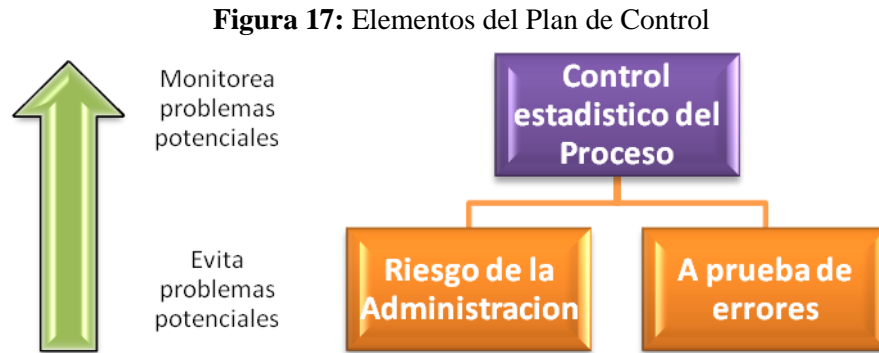 Figura 17: Elementos del Plan de Control
Monitorea
problemas
potenciales
Control
estadistico del
Proceso
Evita
problemas
potenciales
Riesgo de la
Administracion
A prueba de
errores